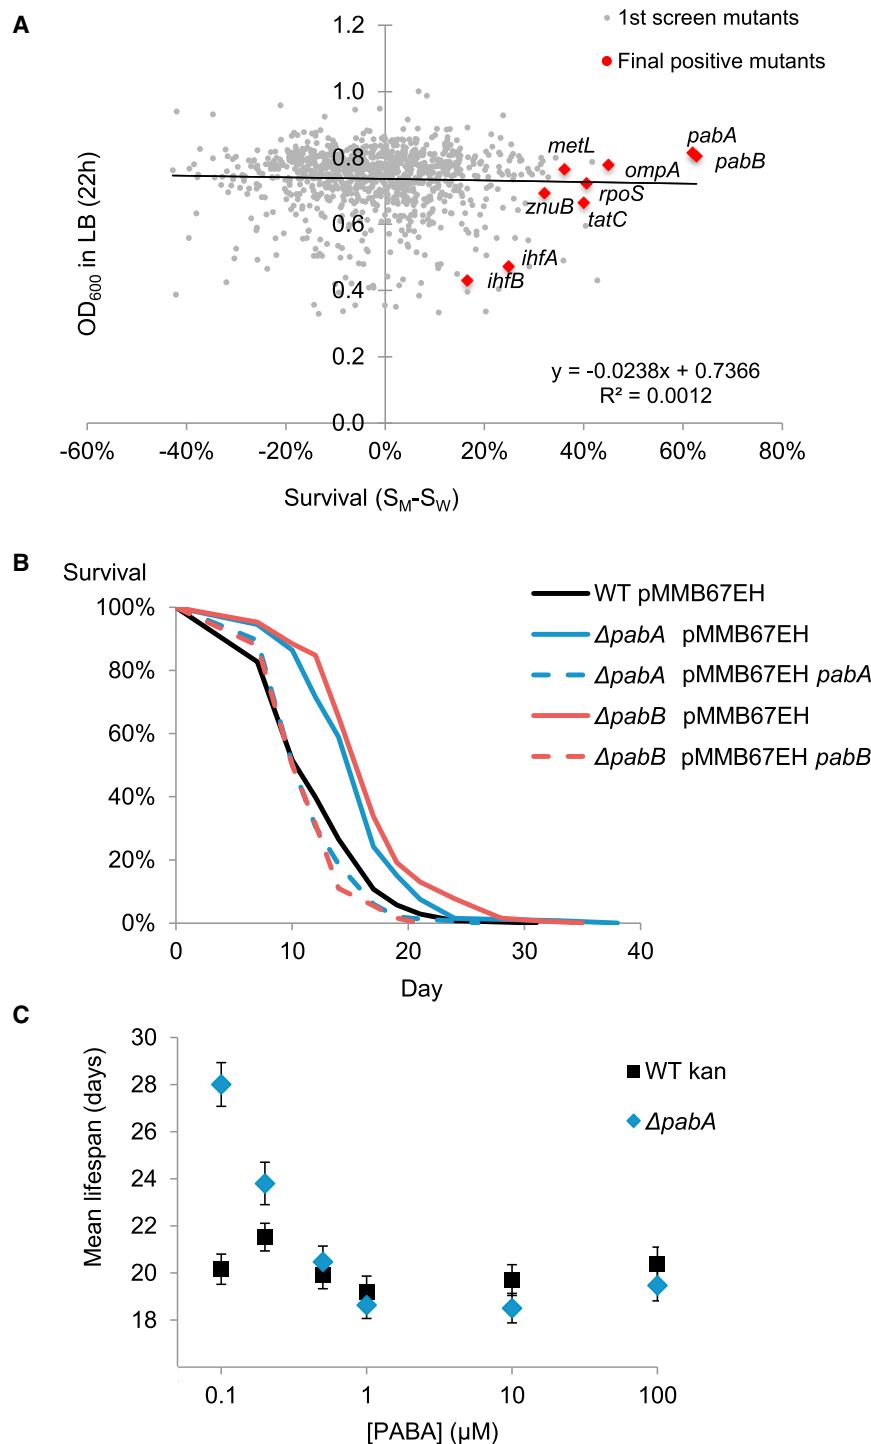 A
1.2
1st screen mutants
Final positive mutants
1.0
0.8
0.6
0.4
0.2
0.0
OD600 in LB (22h)
metL
pabA
pabB
ompA
rpoS
znuB
tatC
ihfA
ihfB
y = -0.0238x + 0.7366
R² = 0.0012
-60% -40% -20% 0% 20% 40% 60% 80%
Survival (SM-SW)
B
Survival
100%
80%
60%
40%
20%
0%
0 10 20 30 40
Day
WT pMMB67EH
ΔpabA pMMB67EH
ΔpabA pMMB67EH pabA
ΔpabB pMMB67EH
ΔpabB pMMB67EH pabB
C
Mean lifespan (days)
30
28
26
24
22
20
18
WT kan
ΔpabA
0.1 1 10 100
[PABA] (µM)